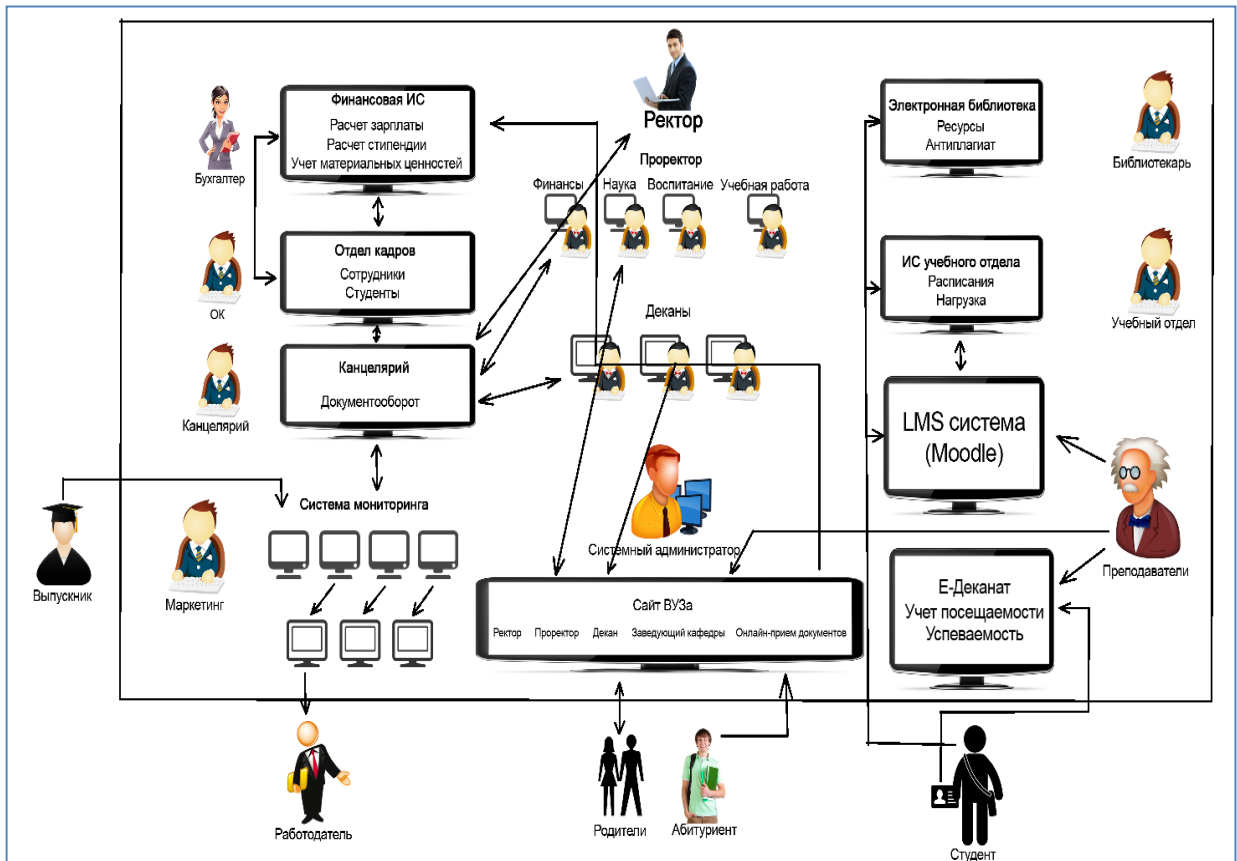 Финансовая ИС
Расчет зарплаты
Расчет стипендии
Учет материальных ценностей
Бухгалтер
Ректор
Проректор
Финансы
Наука
Воспитание
Учебная работа
Электронная библиотека
Ресурсы
Антиплагиат
Библиотекарь
Отдел кадров
Сотрудники
Студенты
ОК
ИС учебного отдела
Расписания
Нагрузка
Учебный отдел
Деканы
Канцелярий
Документооборот
Канцелярий
LMS система
(Moodle)
Преподаватели
Система мониторинга
Выпускник
Маркетинг
Системный администратор
Сайт ВУЗа
Ректор
Проректор
Декан
Заведующий кафедры
Онлайн-прием документов
Е-Деканат
Учет посещаемости
Успеваемость
Работодатель
Родители
Абитуриент
Студент